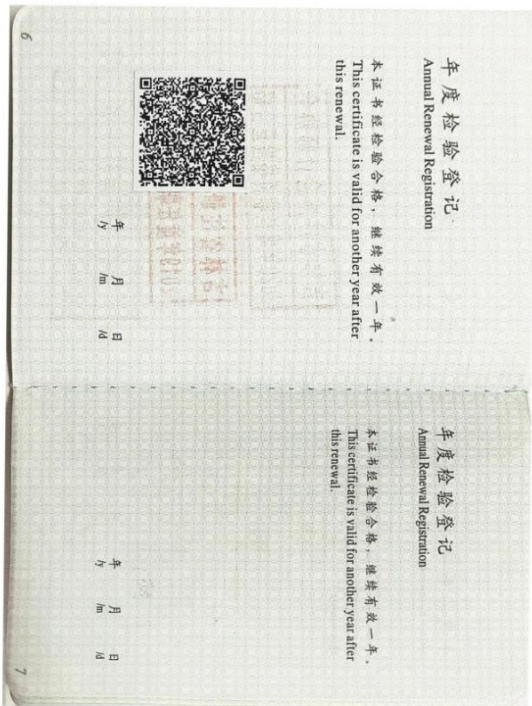 年度检验登记
Annual Renewal Registration
本证书经检验合格，继续有效一年。
This certificate is valid for another year after
this renewal.
年 月 日
/y /m /d
6
年度检验登记
Annual Renewal Registration
本证书经检验合格，继续有效一年。
This certificate is valid for another year after
this renewal.
年 月 日
/y /m /d
7